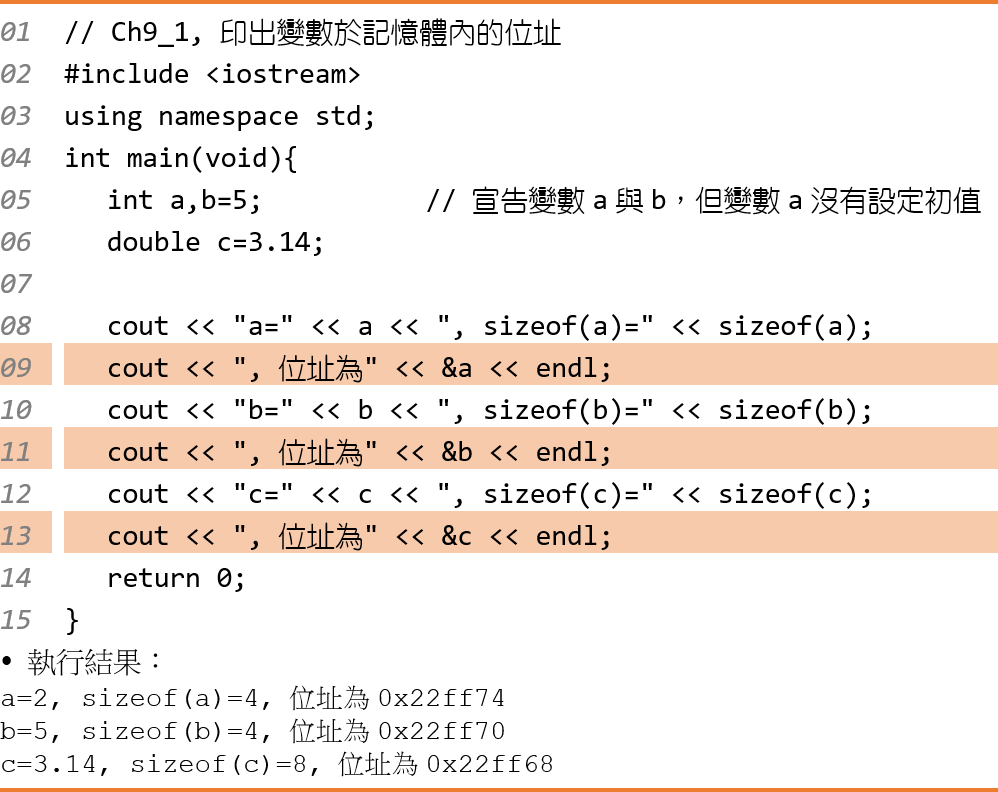 01 // Ch9_1, 印出變數於記憶體內的位址
02 #include <iostream>
03 using namespace std;
04 int main(void){
05 int a,b=5; // 宣告變數 a 與 b，但變數 a 沒有設定初值
06 double c=3.14;
07
08 cout << "a=" << a << ", sizeof(a)=" << sizeof(a);
09 cout << ", 位址為" << &a << endl;
10 cout << "b=" << b << ", sizeof(b)=" << sizeof(b);
11 cout << ", 位址為" << &b << endl;
12 cout << "c=" << c << ", sizeof(c)=" << sizeof(c);
13 cout << ", 位址為" << &c << endl;
14 return 0;
15 }
• 執行結果：
a=2, sizeof(a)=4, 位址為 0x22ff74
b=5, sizeof(b)=4, 位址為 0x22ff70
c=3.14, sizeof(c)=8, 位址為 0x22ff68